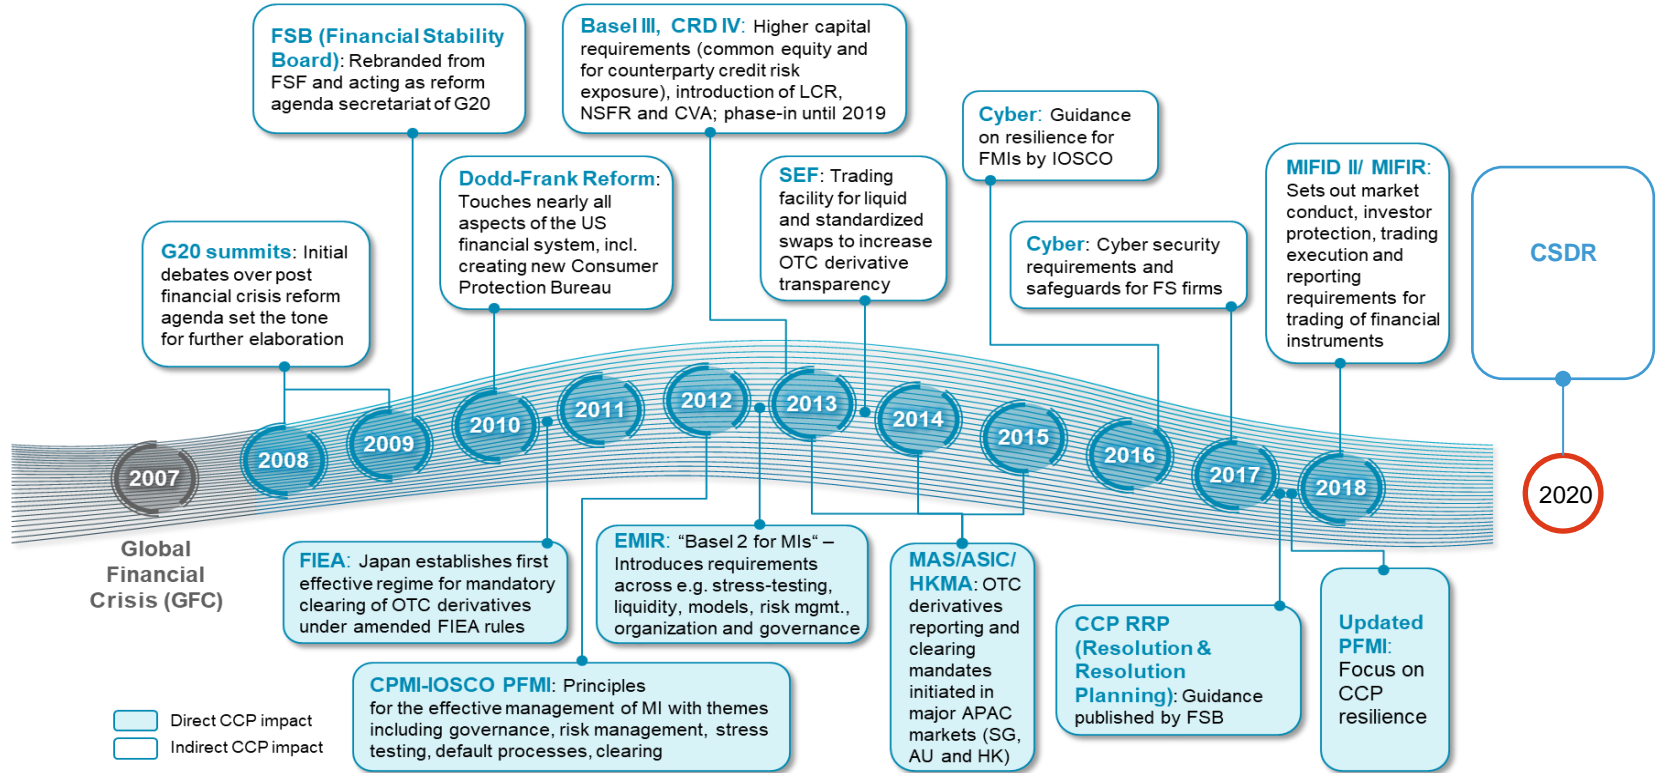 FSB (Financial Stability
Board): Rebranded from
FSF and acting as reform
agenda secretariat of G20
Basel III, CRD IV: Higher capital
requirements (common equity and
for counterparty credit risk
exposure), introduction of LCR,
NSFR and CVA; phase-in until 2019
Cyber: Guidance
on resilience for
FMIs by IOSCO
Dodd-Frank Reform:
Touches nearly all
aspects of the US
financial system, incl.
creating new Consumer
Protection Bureau
SEF: Trading
facility for liquid
and standardized
swaps to increase
OTC derivative
transparency
MIFID II/ MIFIR:
Sets out market
conduct, investor
protection, trading
execution and
reporting
requirements for
trading of financial
instruments
CSDR
G20 summits: Initial
debates over post
financial crisis reform
agenda set the tone
for further elaboration
Cyber: Cyber security
requirements and
safeguards for FS firms
2007
2008
2009
2010
2011
2012
2013
2014
2015
2016
2017
2018
2020
Global
Financial
Crisis (GFC)
FIEA: Japan establishes first
effective regime for mandatory
clearing of OTC derivatives
under amended FIEA rules
EMIR: “Basel 2 for MIs“ –
Introduces requirements
across e.g. stress-testing,
liquidity, models, risk mgmt.,
organization and governance
MAS/ASIC/
HKMA: OTC
derivatives
reporting and
clearing
mandates
initiated in
major APAC
markets (SG,
AU and HK)
CCP RRP
(Resolution &
Resolution
Planning): Guidance
published by FSB
Updated
PFMI:
Focus on
CCP
resilience
CPMI-IOSCO PFMI: Principles
for the effective management of MI with themes
including governance, risk management, stress
testing, default processes, clearing
Direct CCP impact
Indirect CCP impact